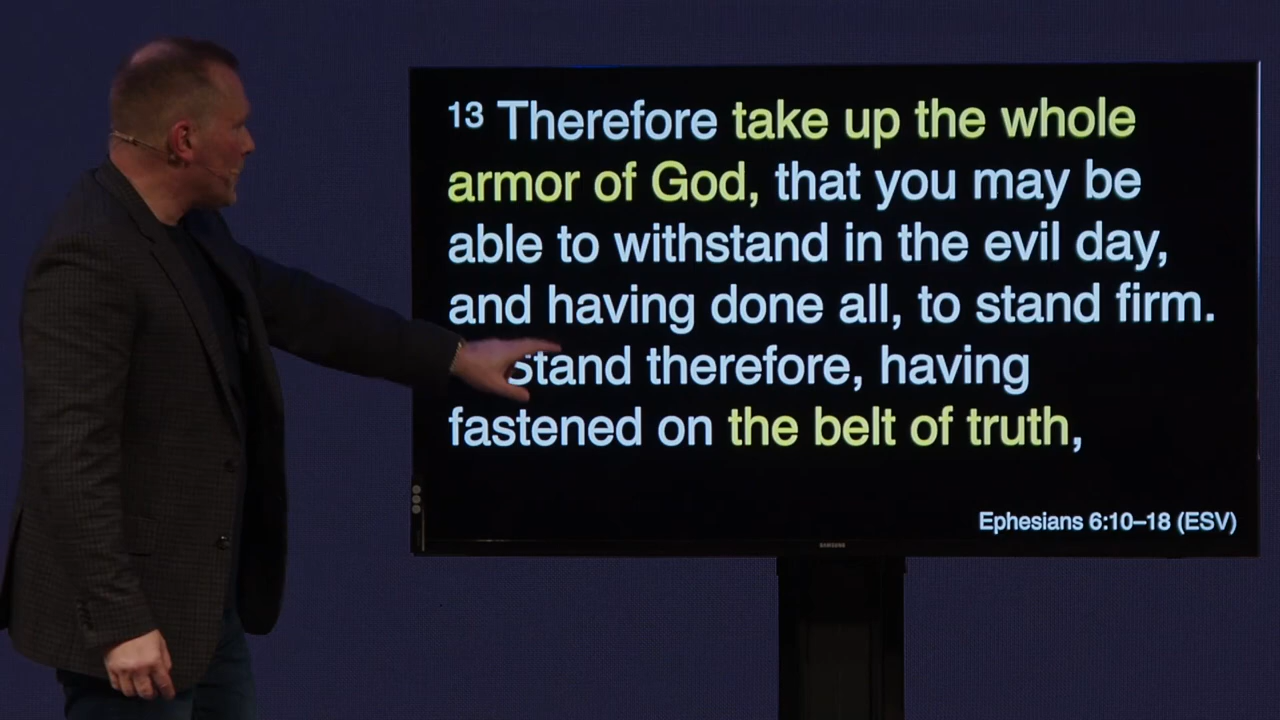 13 Therefore take up the whole
armor of God, that you may be
able to withstand in the evil day,
and having done all, to stand firm.
Stand therefore, having
fastened on the belt of truth,
Ephesians 6:10–18 (ESV)
SAMSUNG